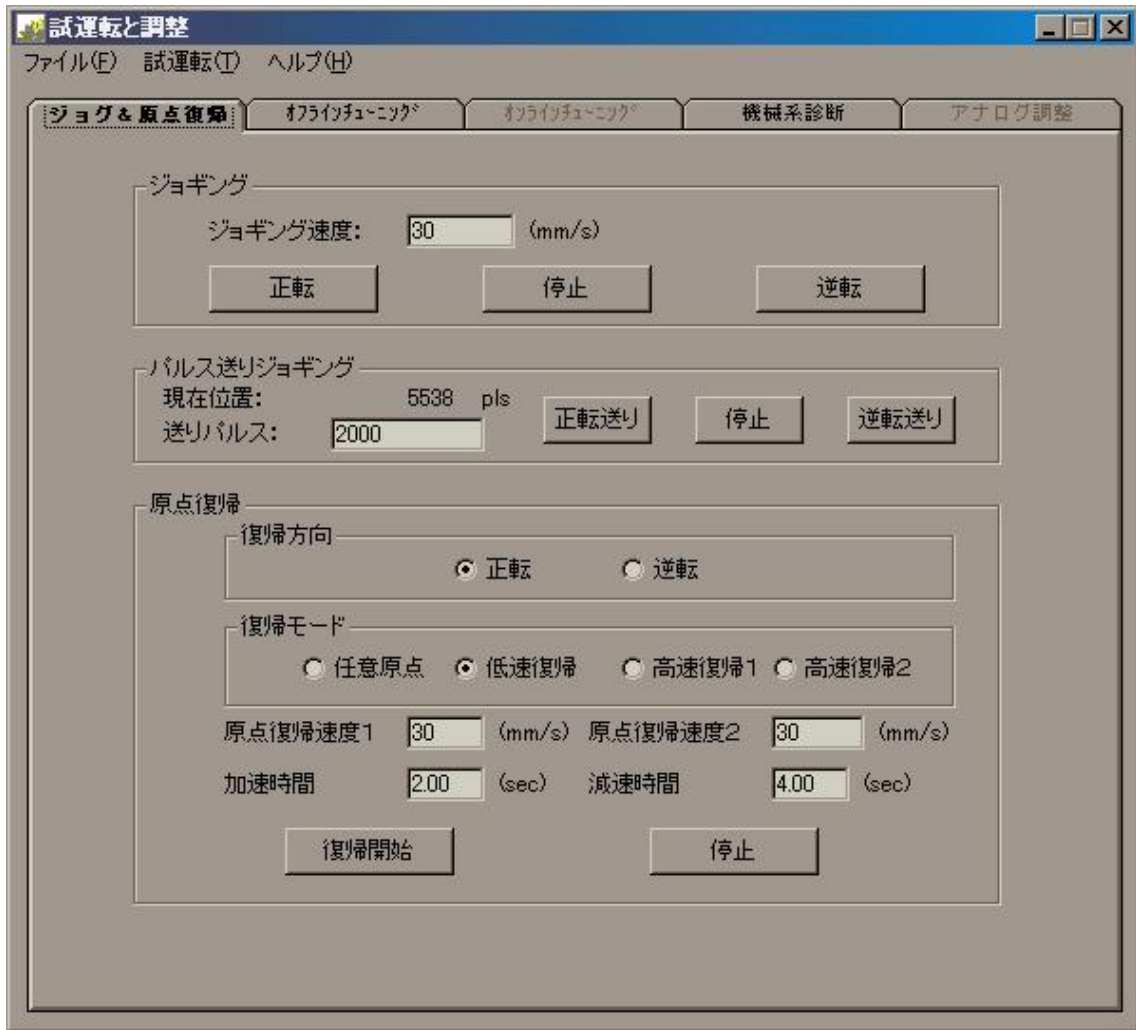 試運転と調整
ファイル(F) 試運転(T) ヘルプ(H)
ジョグ&原点復帰 オフラインチューニング オンラインチューニング 機械系診断 アナログ調整
ジョギング
ジョギング速度: 30 (mm/s)
正転 停止 逆転
パルス送りジョギング
現在位置: 5538 pls
送りパルス: 2000
正転送り 停止 逆転送り
原点復帰
復帰方向
正転 逆転
復帰モード
任意原点 低速復帰 高速復帰1 高速復帰2
原点復帰速度1 30 (mm/s) 原点復帰速度2 30 (mm/s)
加速時間 2.00 (sec) 減速時間 4.00 (sec)
復帰開始 停止